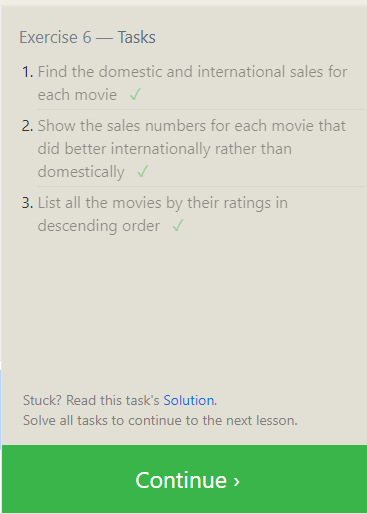 Exercise 6 — Tasks
1. Find the domestic and international sales for
each movie ✓
2. Show the sales numbers for each movie that
did better internationally rather than
domestically ✓
3. List all the movies by their ratings in
descending order ✓
Stuck? Read this task's Solution.
Solve all tasks to continue to the next lesson.
Continue ›